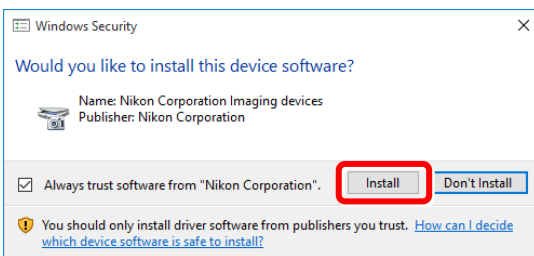 Windows Security
Would you like to install this device software?
Name: Nikon Corporation Imaging devices
Publisher: Nikon Corporation
Always trust software from "Nikon Corporation". Install Don't Install
You should only install driver software from publishers you trust. How can I decide
which device software is safe to install?